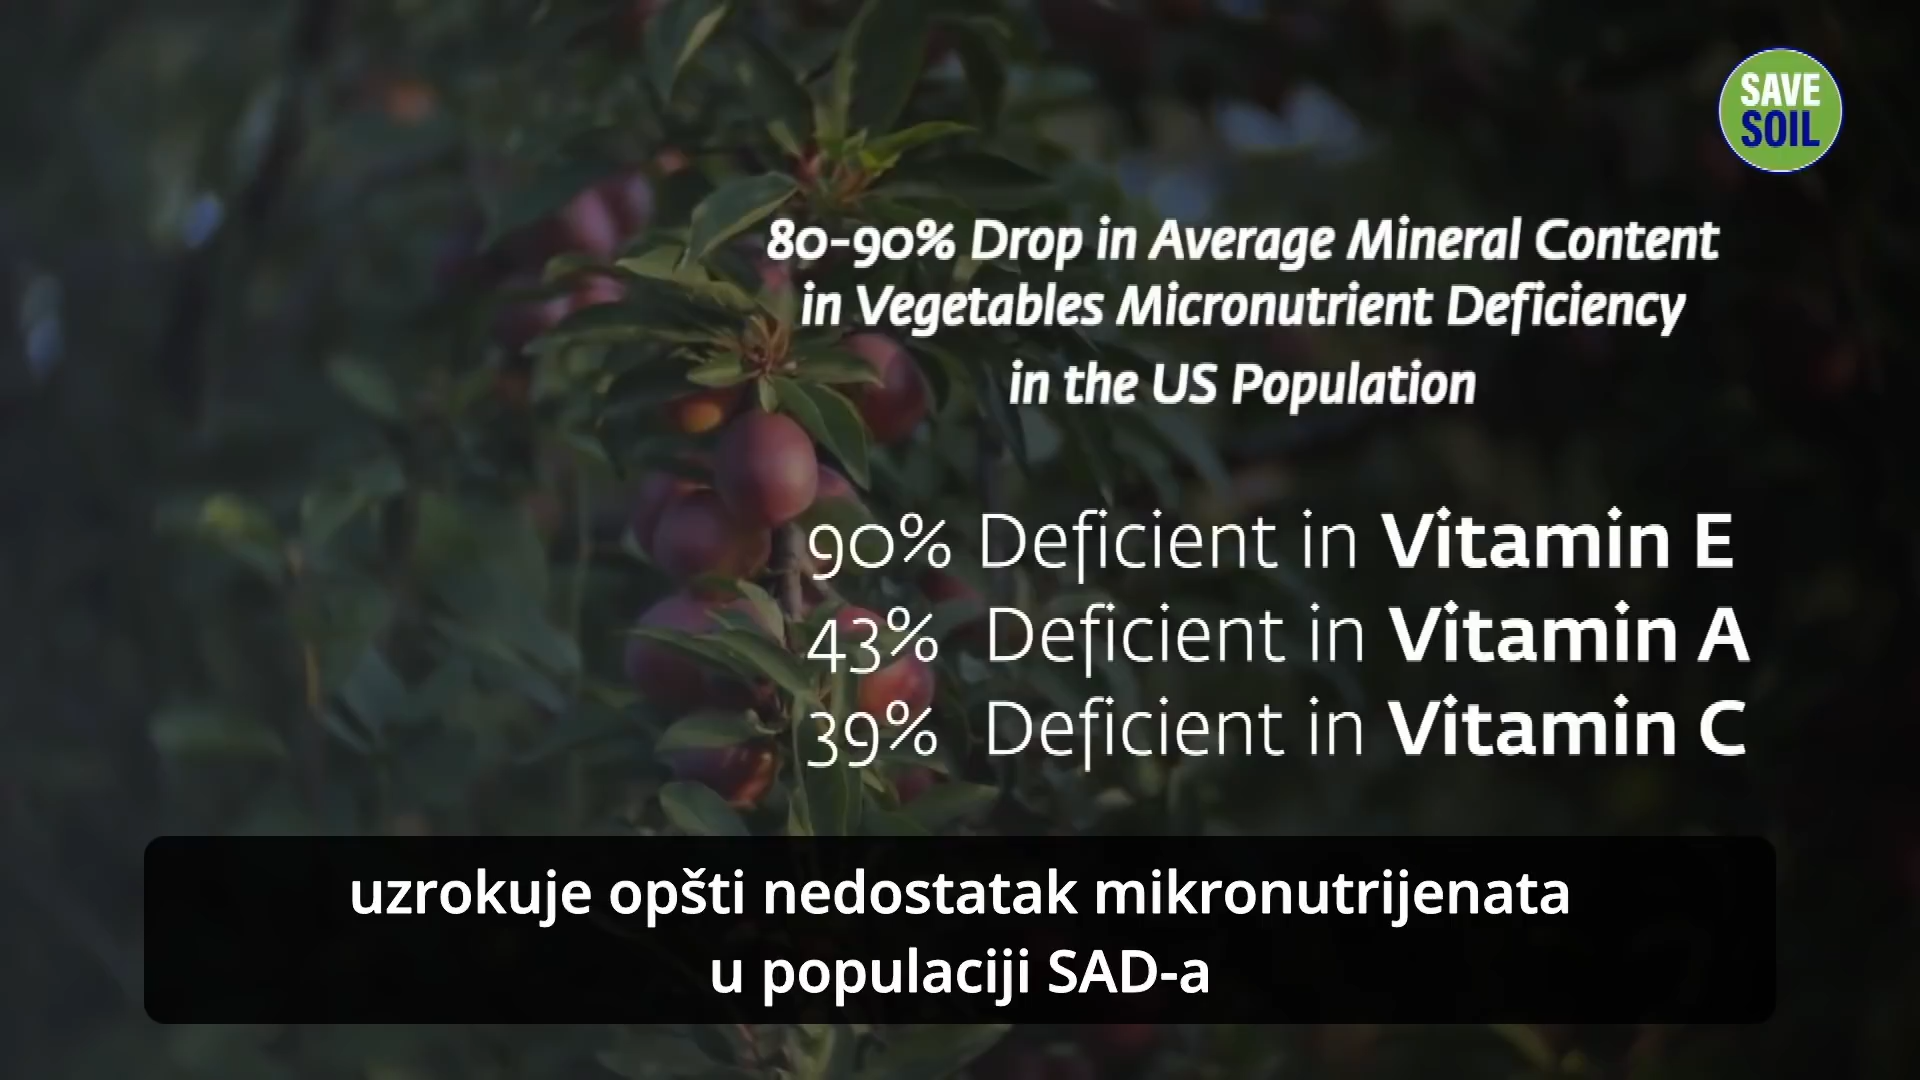 SAVE
SOIL
80-90% Drop in Average Mineral Content
in Vegetables Micronutrient Deficiency
in the US Population
90% Deficient in Vitamin E
43% Deficient in Vitamin A
39% Deficient in Vitamin C
uzrokuje opšti nedostatak mikronutrijenata
u populaciji SAD-a